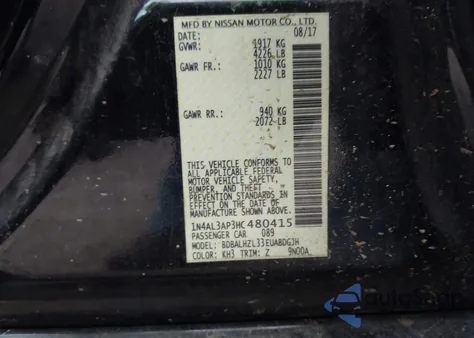 MFD BY NISSAN MOTOR CO., LTD.
DATE: 08/17
GVWR: 1917 KG
4226 LB
GAWR FR.: 1010 KG
2227 LB
GAWR RR.: 940 KG
2072 LB
THIS VEHICLE CONFORMS TO
ALL APPLICABLE FEDERAL
MOTOR VEHICLE SAFETY,
BUMPER, AND THEFT
PREVENTION STANDARDS IN
EFFECT ON THE DATE OF
MANUFACTURE SHOWN ABOVE.
1N4AL3AP3HC480415
PASSENGER CAR 089
MODEL: BDBALHZL33EUABDGJH
COLOR: KH3 TRIM: Z 9NGOA
AutoSnap